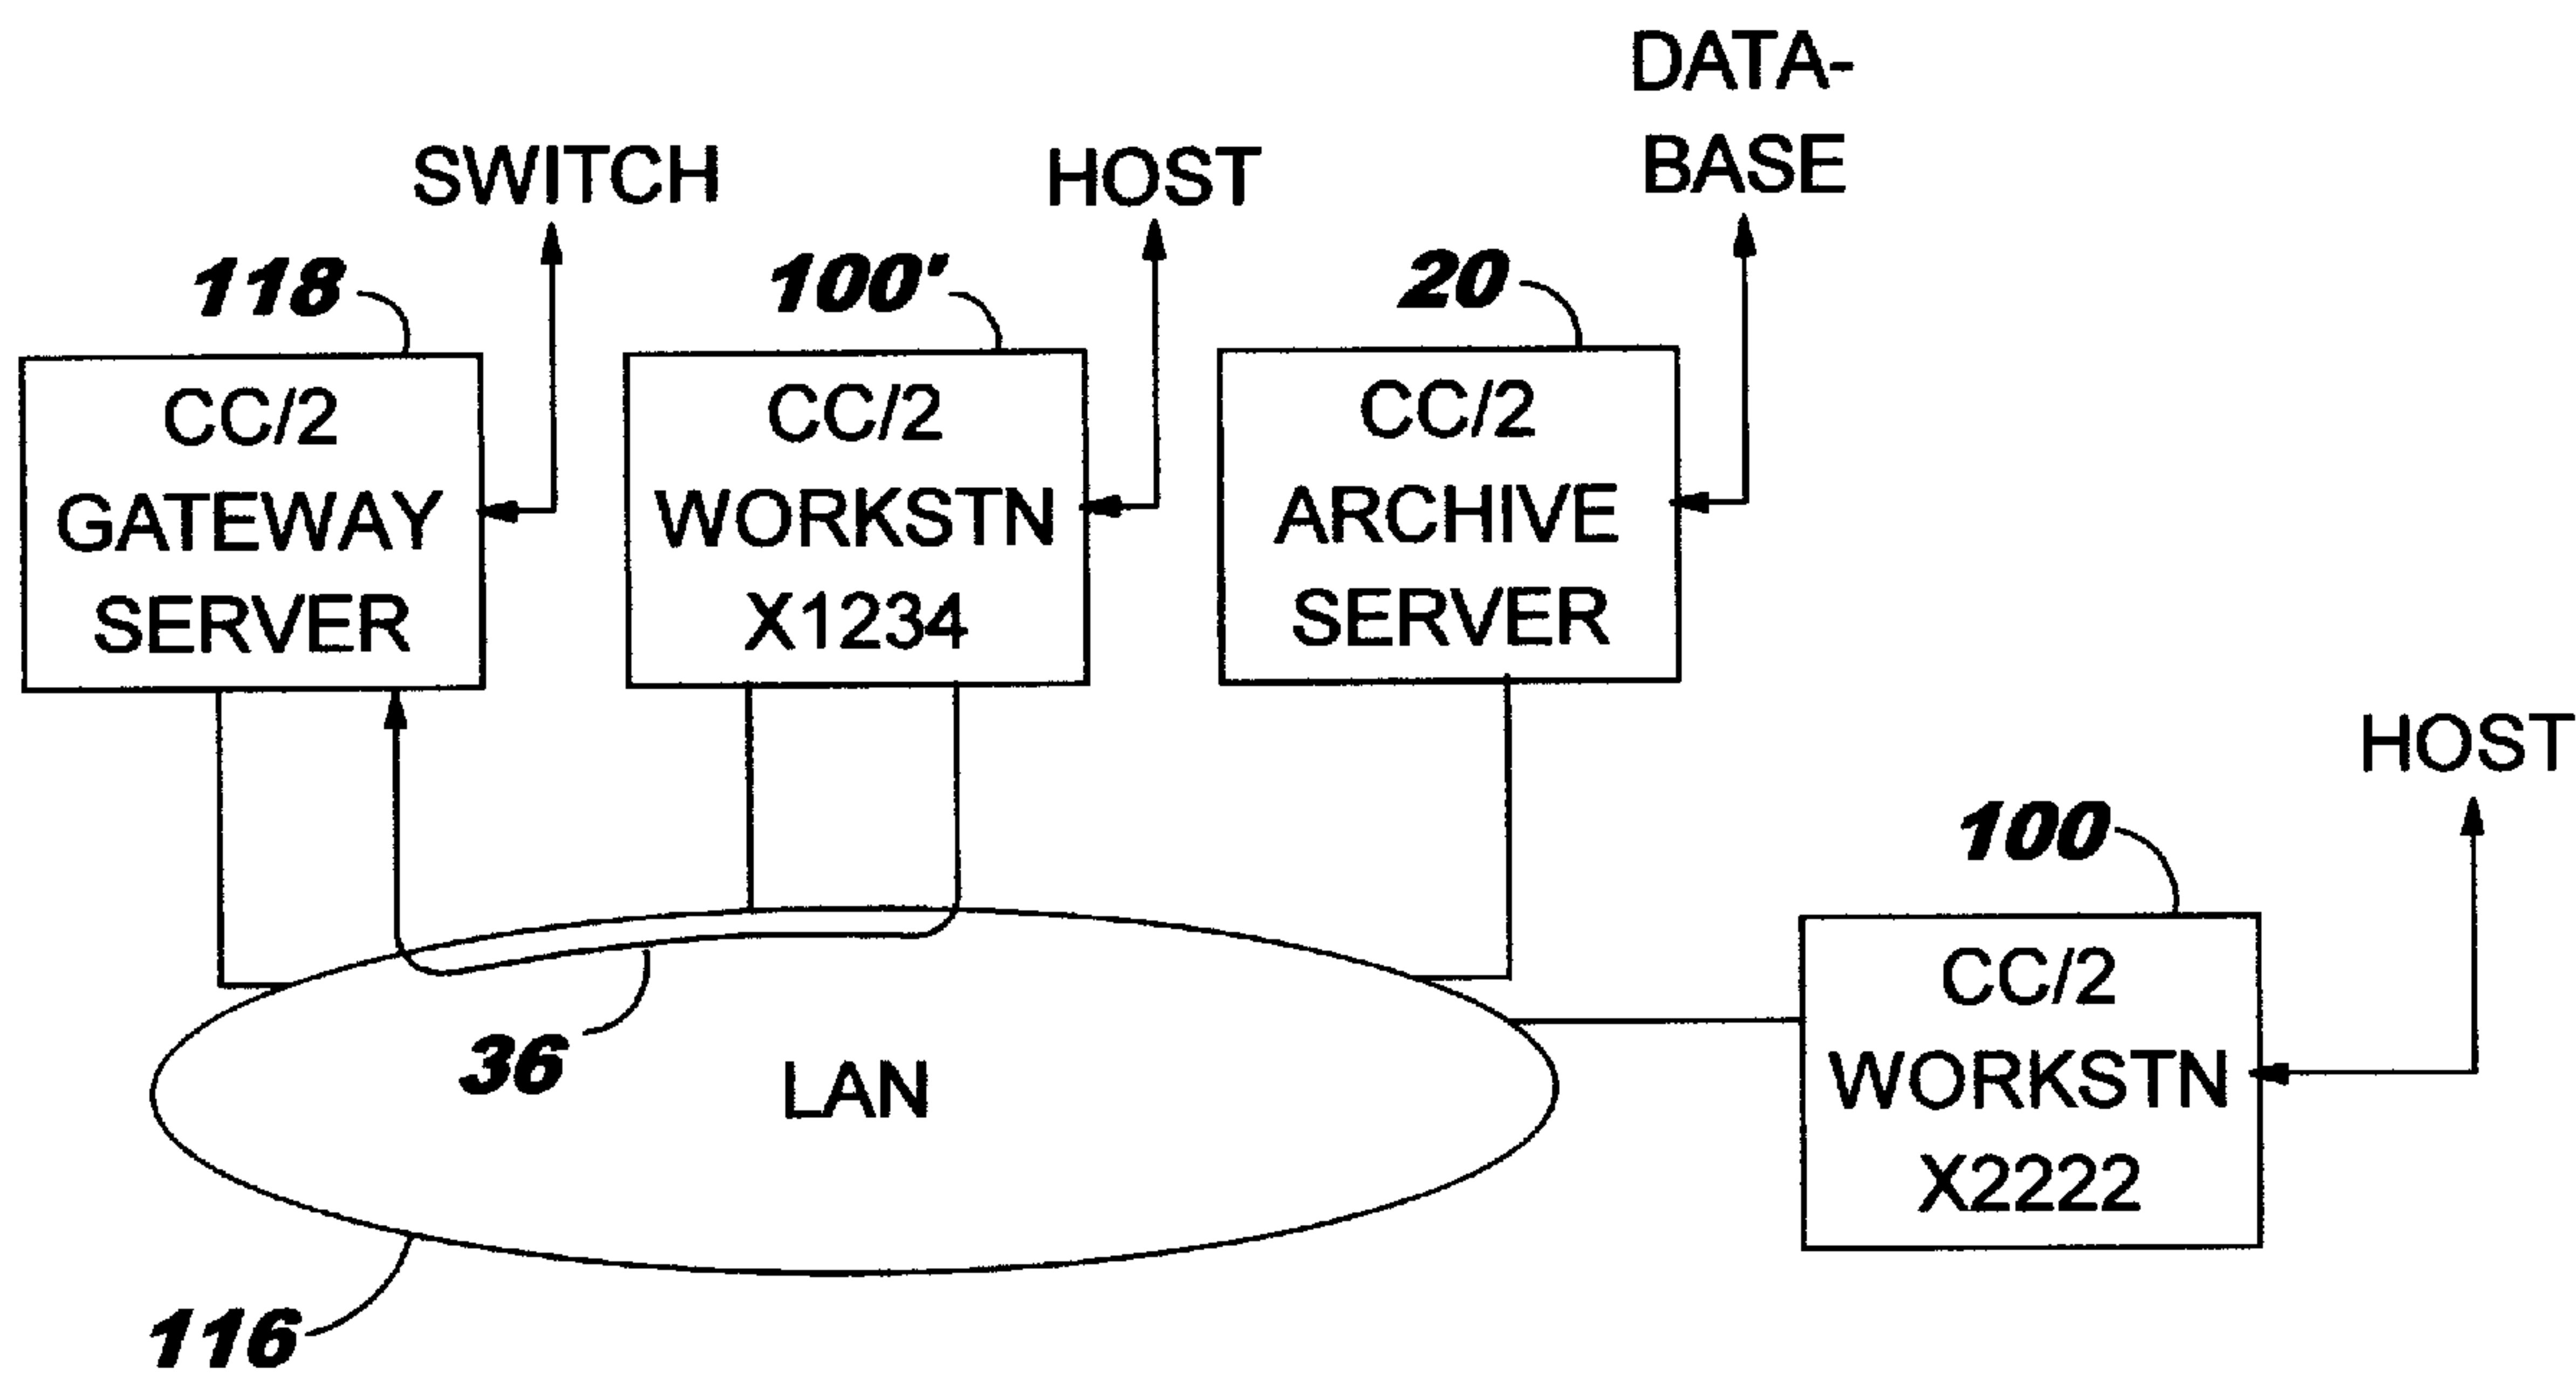 DATA-
BASE
SWITCH
HOST
118
100'
20
CC/2
GATEWAY
SERVER
CC/2
WORKSTN
X1234
CC/2
ARCHIVE
SERVER
HOST
100
CC/2
WORKSTN
X2222
36
LAN
116